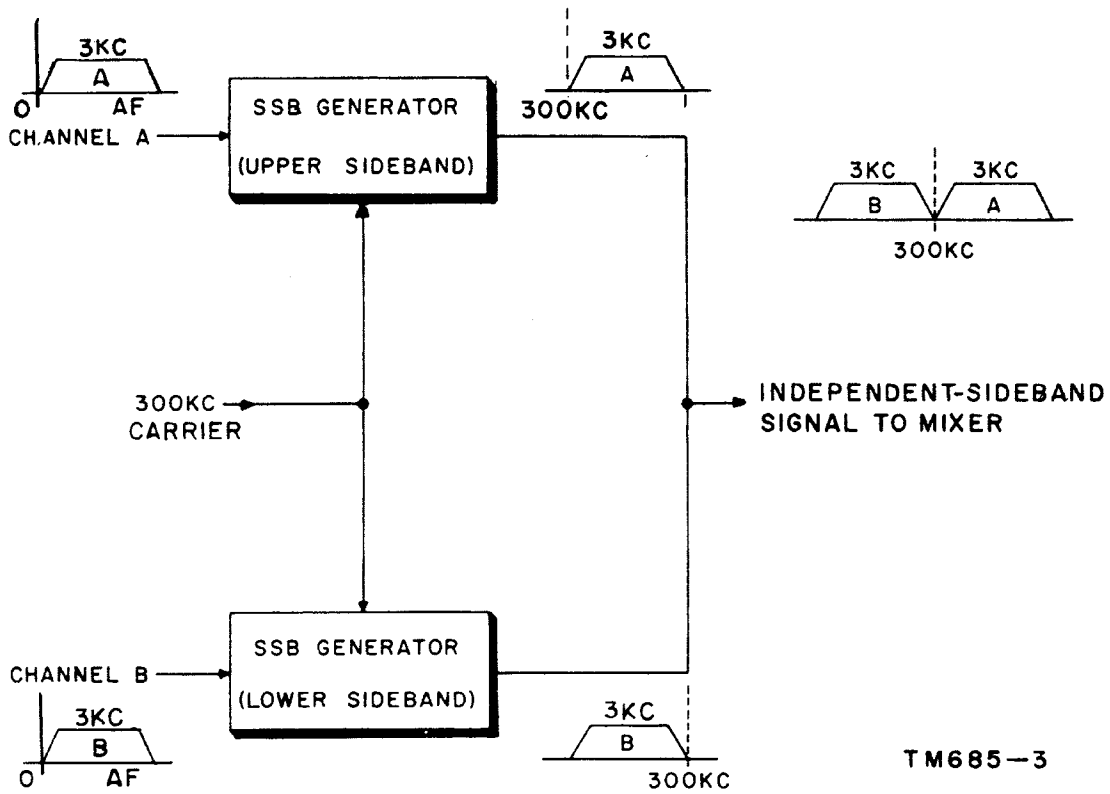 3KC
A
0 AF
CHANNEL A
SSB GENERATOR
(UPPER SIDEBAND)
3KC
A
300KC
3KC 3KC
B A
300KC
300KC
CARRIER
INDEPENDENT-SIDEBAND
SIGNAL TO MIXER
CHANNEL B
SSB GENERATOR
(LOWER SIDEBAND)
3KC
B
0 AF
3KC
B
300KC
TM685-3